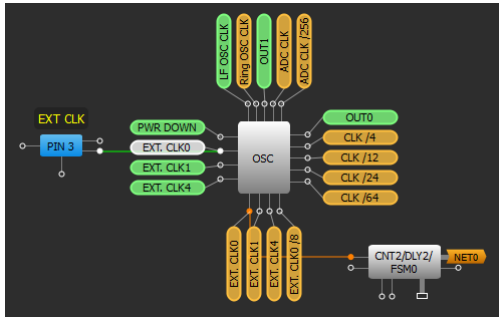 LF OSC CLK
Ring OSC CLK
OUT1
ADC CLK
ADC CLK /256
EXT CLK
PIN 3
PWR DOWN
EXT. CLK0
EXT. CLK1
EXT. CLK4
OSC
OUT0
CLK /4
CLK /12
CLK /24
CLK /64
EXT. CLK0
EXT. CLK1
EXT. CLK4
EXT. CLK0 /8
CNT2/DLY2/
FSM0
NET0